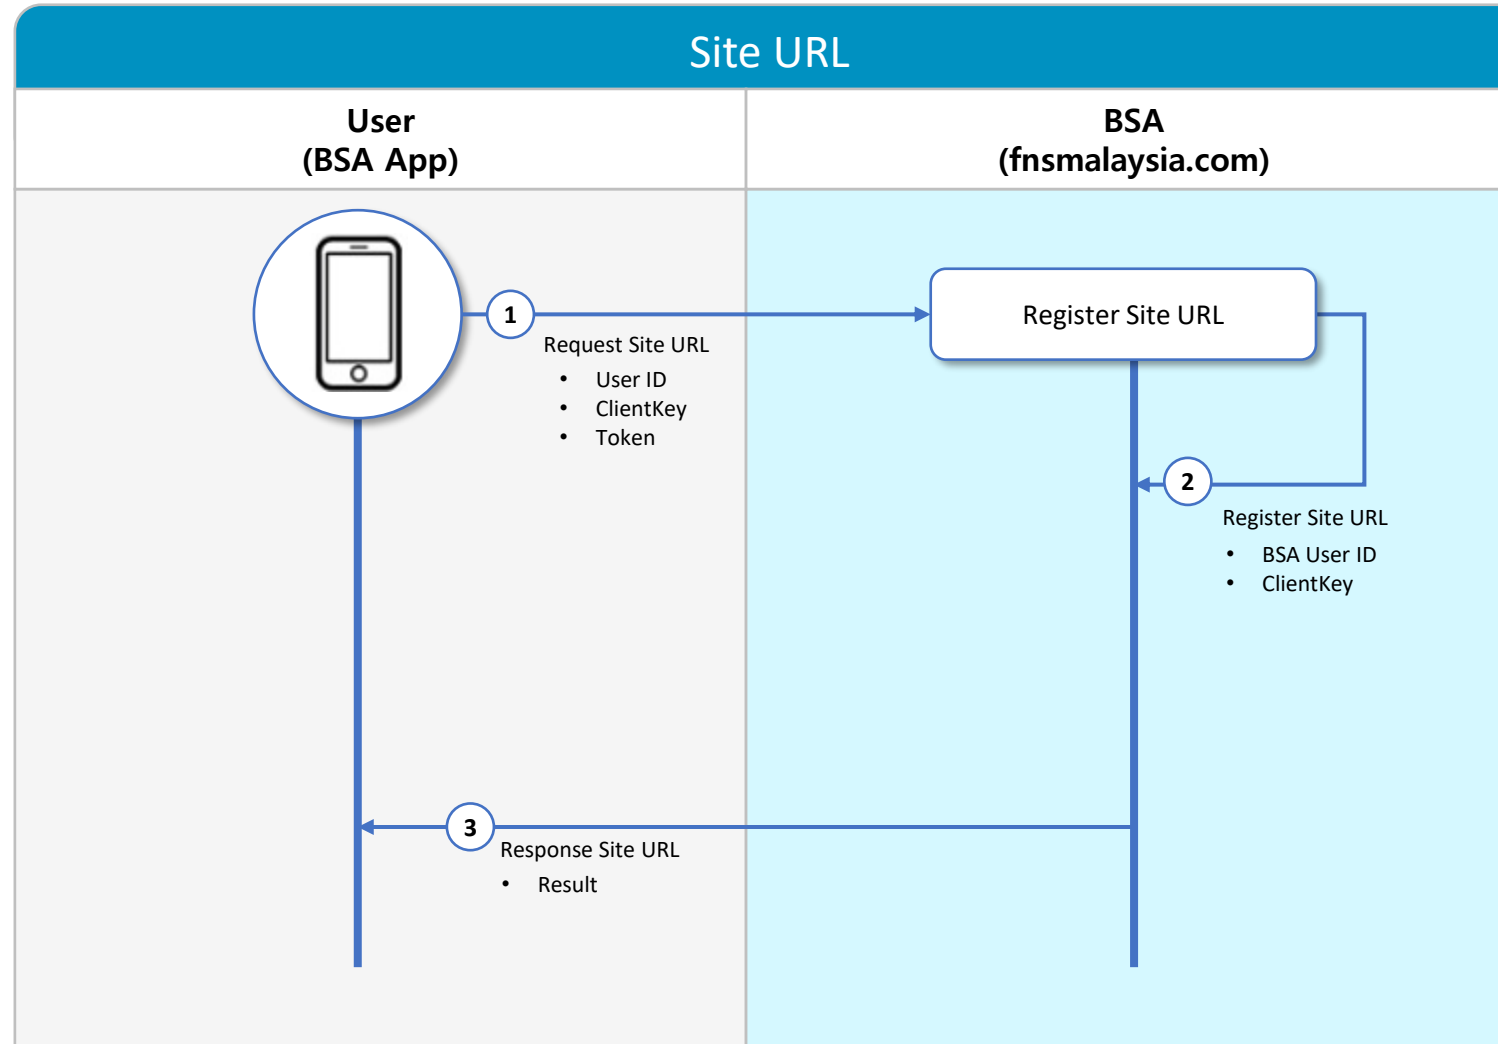 Site URL
User
(BSA App)
BSA
(fnsmalaysia.com)
1
Request Site URL
• User ID
• ClientKey
• Token
Register Site URL
2
Register Site URL
• BSA User ID
• ClientKey
3
Response Site URL
• Result